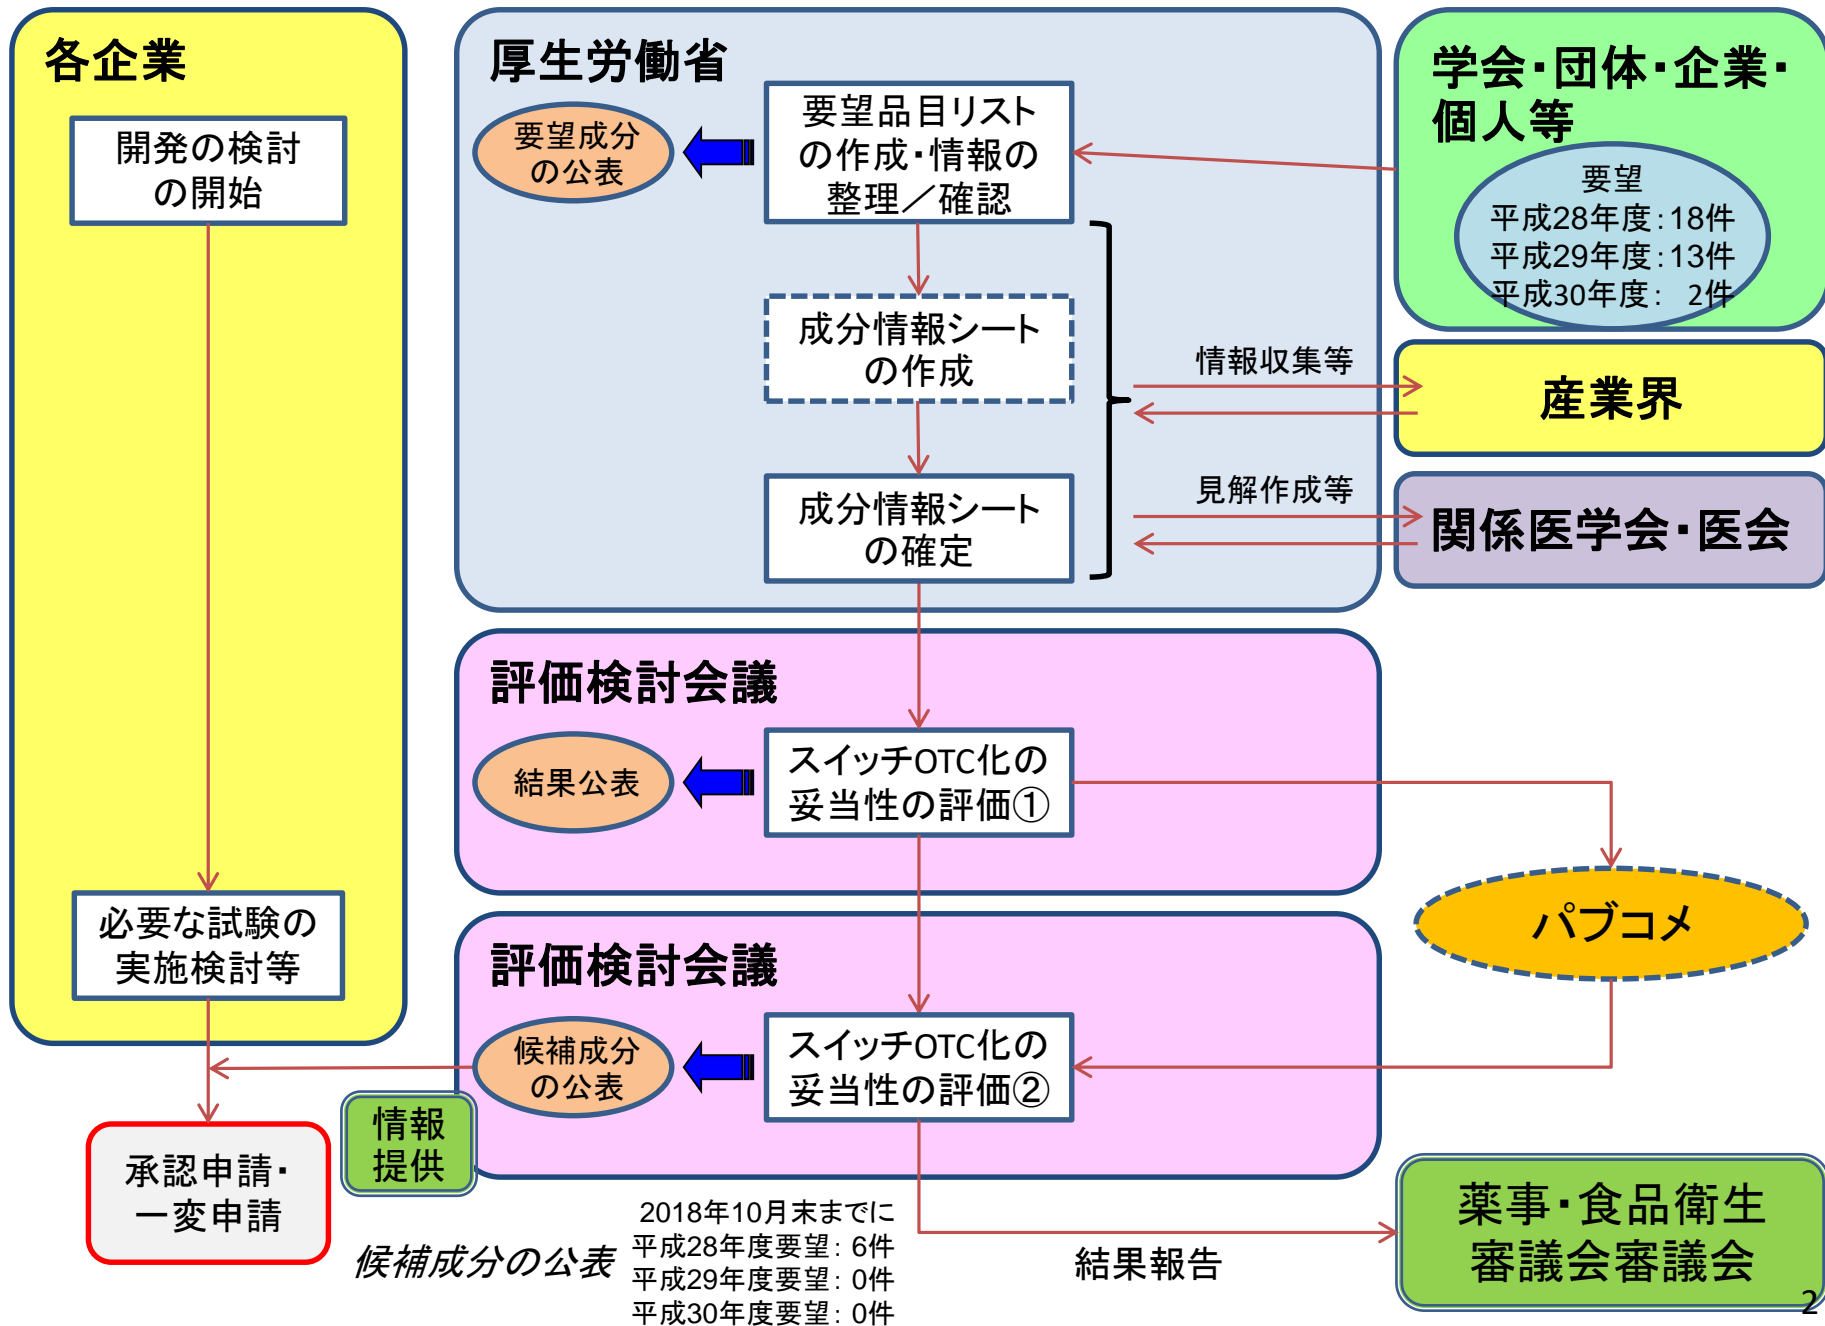 各企業
開発の検討
の開始
必要な試験の
実施検討等
承認申請・
一変申請
厚生労働省
要望成分
の公表
要望品目リスト
の作成・情報の
整理／確認
成分情報シート
の作成
成分情報シート
の確定
学会・団体・企業・
個人等
要望
平成28年度：18件
平成29年度：13件
平成30年度：　2件
情報収集等
産業界
見解作成等
関係医学会・医会
評価検討会議
結果公表
スイッチOTC化の
妥当性の評価①
パブコメ
評価検討会議
候補成分
の公表
スイッチOTC化の
妥当性の評価②
情報
提供
候補成分の公表
2018年10月末までに
平成28年度要望：6件
平成29年度要望：0件
平成30年度要望：0件
結果報告
薬事・食品衛生
審議会審議会
2